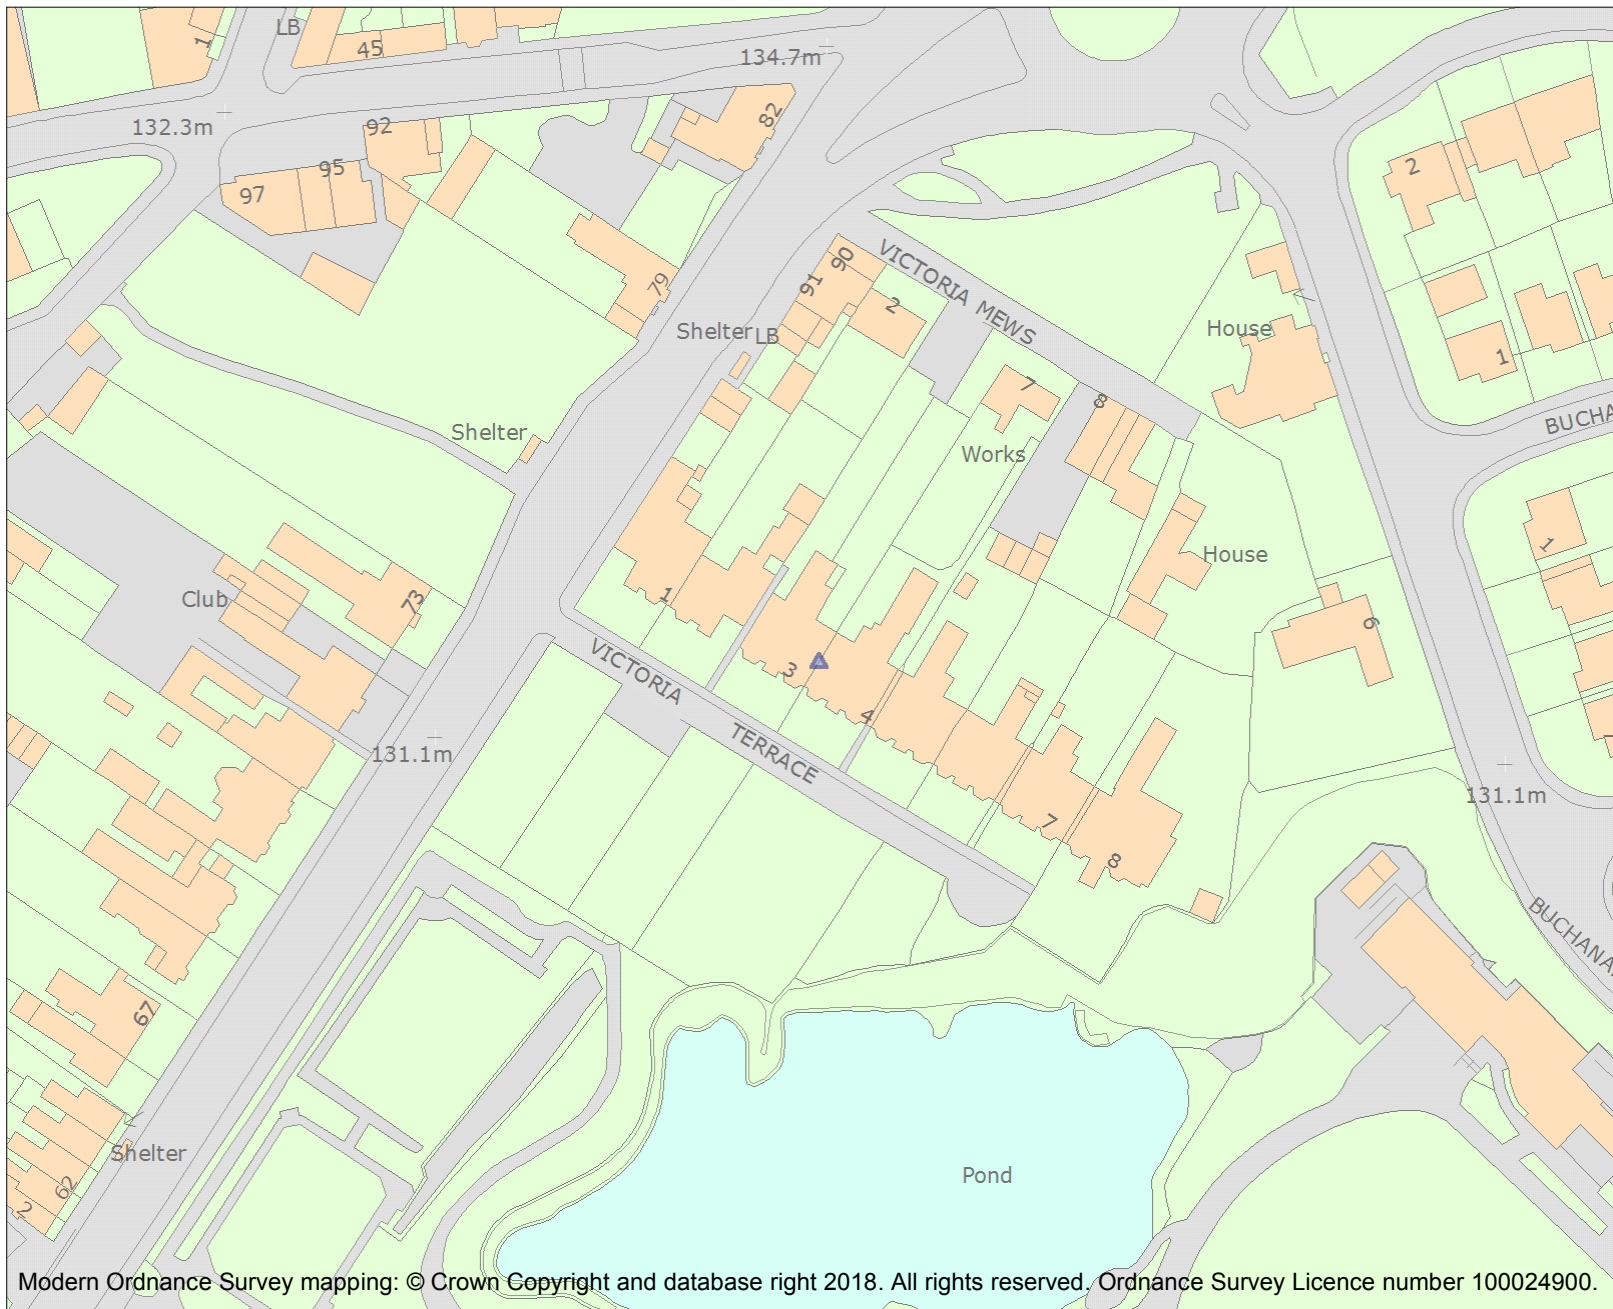 LB
1
45
134.7m
132.3m
92
82
95
97
2
VICTORIA MEWS
90
91
79
2
House
Shelter
LB
7
1
8
BUCHA
Shelter
Works
House
1
Club
73
1
6
VICTORIA
TERRACE
3
4
131.1m
131.1m
7
8
BUCHANA
67
Shelter
62
2
Pond
Modern Ordnance Survey mapping: © Crown Copyright and database right 2018. All rights reserved. Ordnance Survey Licence number 100024900.